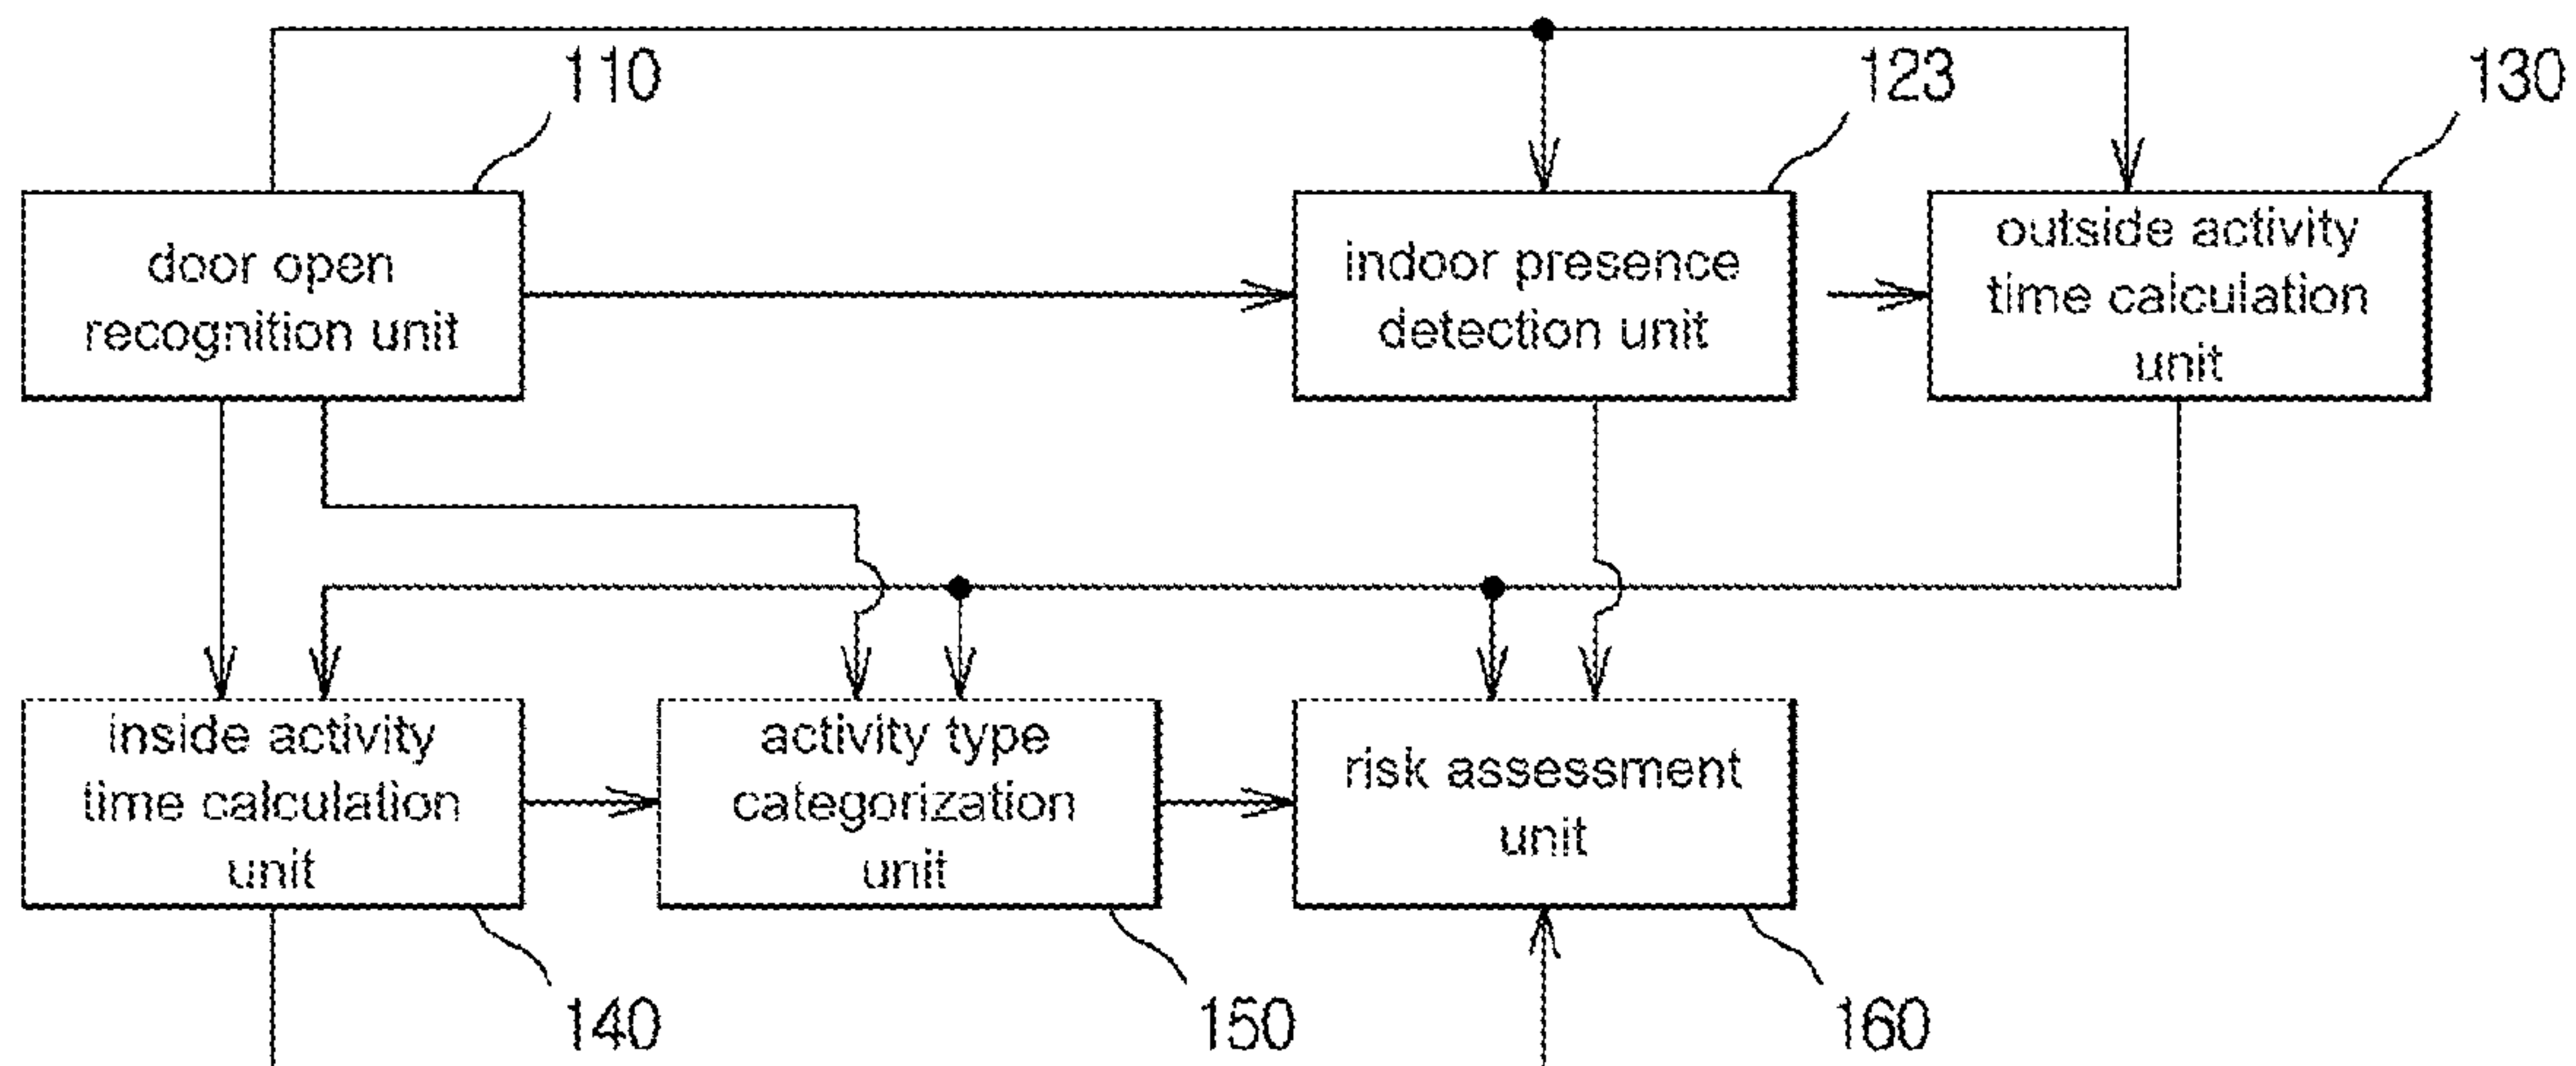 110
123
130
door open
recognition unit
indoor presence
detection unit
outside activity
time calculation
unit
inside activity
time calculation
unit
activity type
categorization
unit
risk assessment
unit
140
150
160